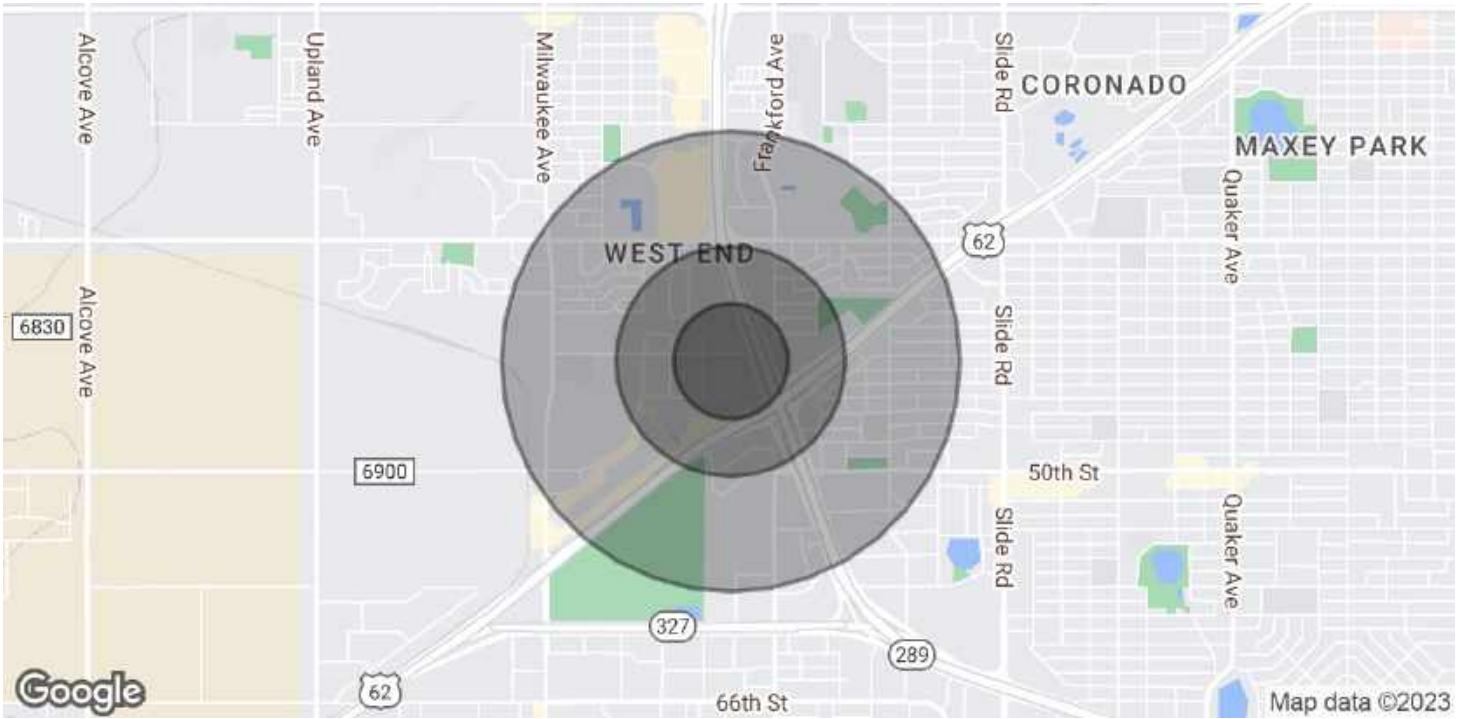 Alcove Ave
Upland Ave
Milwaukee Ave
Frankford Ave
Slide Rd
CORONADO
MAXEY PARK
Quaker Ave
62
WEST END
Alcove Ave
6830
Slide Rd
6900
50th St
Slide Rd
Quaker Ave
327
289
62
66th St
Google
Map data ©2023